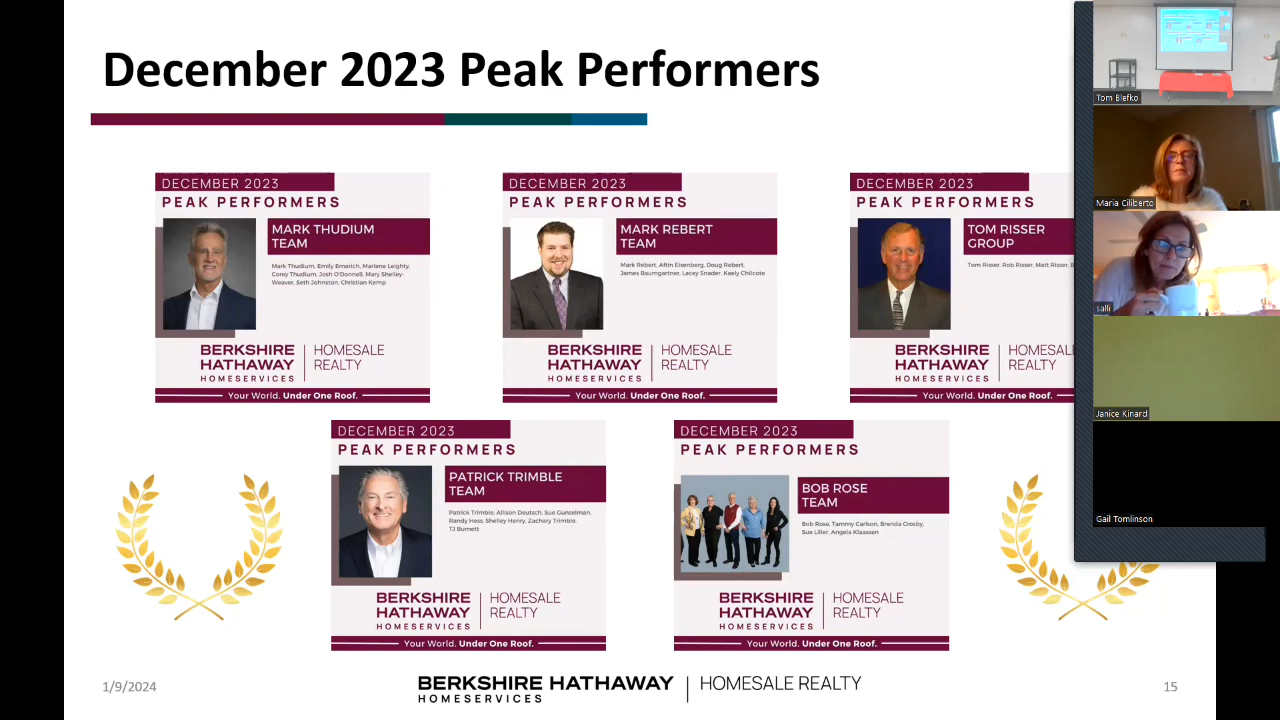 December 2023 Peak Performers
DECEMBER 2023
PEAK PERFORMERS
MARK THUDIUM
TEAM
Mark Thudium, Emily Emerich, Marlene Leighty,
Corey Thudium, Josh O'Donnell, Mary Shelley-
Weaver, Seth Johnston, Christian Kemp
BERKSHIRE
HATHAWAY
HOMESERVICES
HOMESALE
REALTY
Your World. Under One Roof.
DECEMBER 2023
PEAK PERFORMERS
MARK REBERT
TEAM
Mark Rebert, Aftin Eisenberg, Doug Rebert,
James Baumgartner, Lacey Snader, Kaely Chilcote
BERKSHIRE
HATHAWAY
HOMESERVICES
HOMESALE
REALTY
Your World. Under One Roof.
DECEMBER 2023
PEAK PERFORMERS
TOM RISSER
GROUP
Tom Risser, Rob Risser, Matt Risser,
BERKSHIRE
HATHAWAY
HOMESERVICES
HOMESAL
REALTY
Your World. Under One Roof.
DECEMBER 2023
PEAK PERFORMERS
PATRICK TRIMBLE
TEAM
Patrick Trimble, Allison Deutsch, Sue Gunselman,
Randy Hess, Shelley Henry, Zachary Trimble,
TJ Burnett
BERKSHIRE
HATHAWAY
HOMESERVICES
HOMESALE
REALTY
Your World. Under One Roof.
DECEMBER 2023
PEAK PERFORMERS
BOB ROSE
TEAM
Bob Rose, Tammy Carlson, Brenda Crosby,
Sue Liller, Angela Klaassen
BERKSHIRE
HATHAWAY
HOMESERVICES
HOMESALE
REALTY
Your World. Under One Roof.
1/9/2024
BERKSHIRE HATHAWAY
HOMESERVICES
HOMESALE REALTY
15
Tom Blefko
Maria Ciliberto
salli
Janice Kinard
Gail Tomlinson